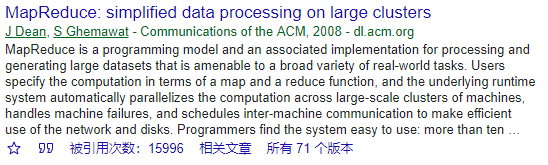 MapReduce: simplified data processing on large clusters
J Dean, S Ghemawat - Communications of the ACM, 2008 - dl.acm.org
MapReduce is a programming model and an associated implementation for processing and
generating large datasets that is amenable to a broad variety of real-world tasks. Users
specify the computation in terms of a map and a reduce function, and the underlying runtime
system automatically parallelizes the computation across large-scale clusters of machines,
handles machine failures, and schedules inter-machine communication to make efficient
use of the network and disks. Programmers find the system easy to use: more than ten …
被引用次数：15996 相关文章 所有 71 个版本